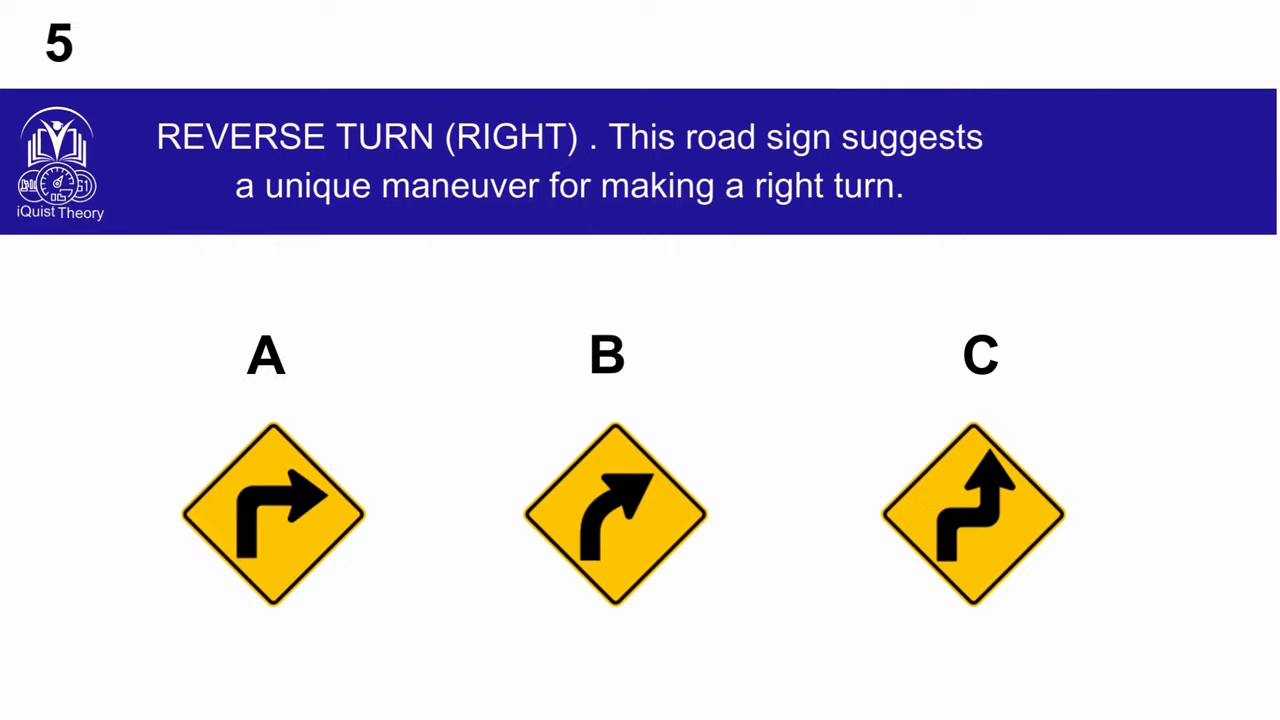 5
REVERSE TURN (RIGHT) . This road sign suggests
a unique maneuver for making a right turn.
iQuist Theory
A
B
C